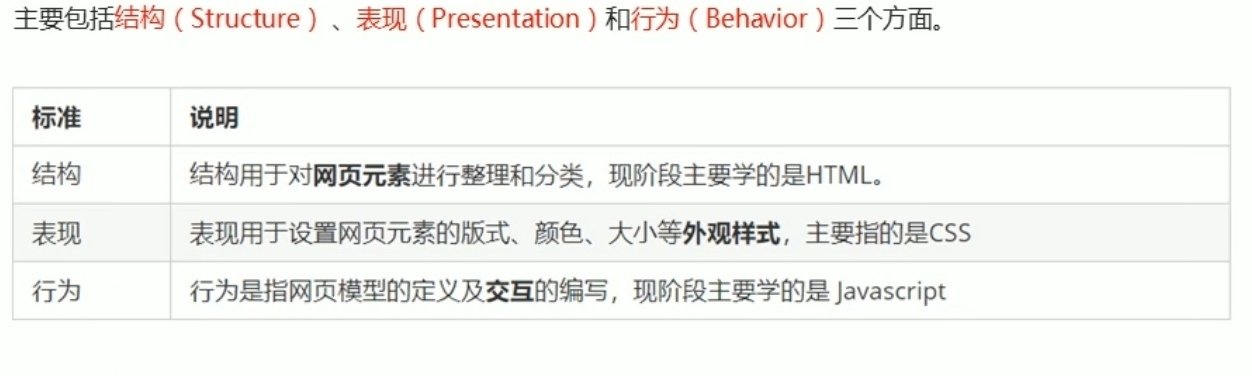 主要包括结构（Structure）、表现（Presentation）和行为（Behavior）三个方面。
标准 说明
结构 结构用于对网页元素进行整理和分类，现阶段主要学的是HTML。
表现 表现用于设置网页元素的版式、颜色、大小等外观样式，主要指的是CSS
行为 行为是指网页模型的定义及交互的编写，现阶段主要学的是 Javascript